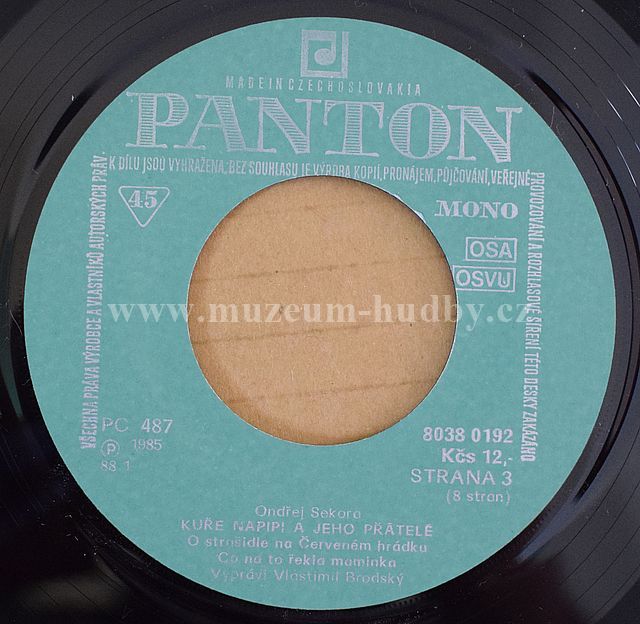 MADE IN CZECHOSLOVAKIA
PANTON
VŠECHNA PRÁVA VÝROBCE A VLASTNÍKŮ AUTORSKÝCH PRÁV
K DÍLU JSOU VYHRAŽENA. BEZ SOUHLASU JE VÝROBA KOPIÍ, PRONÁJEM, PŮJČOVÁNÍ, VEŘEJNÉ
PROVOZOVÁNÍ A ROZHLASOVÉ ŠÍŘENÍ TÉTO DESKY ZAKÁZÁNO
45
MONO
OSA
OSVU
www.muzeum-hudby.cz
PC 487
Ⓟ 1985
88 1
8038 0192
Kčs 12,-
STRANA 3
(8 stran)
Ondřej Sekora
KUŘE NAPIPI A JEHO PŘÁTELÉ
O strašidle na Červeném hrádku
Co na to řekla maminka
Vypráví Vlastimil Brodský